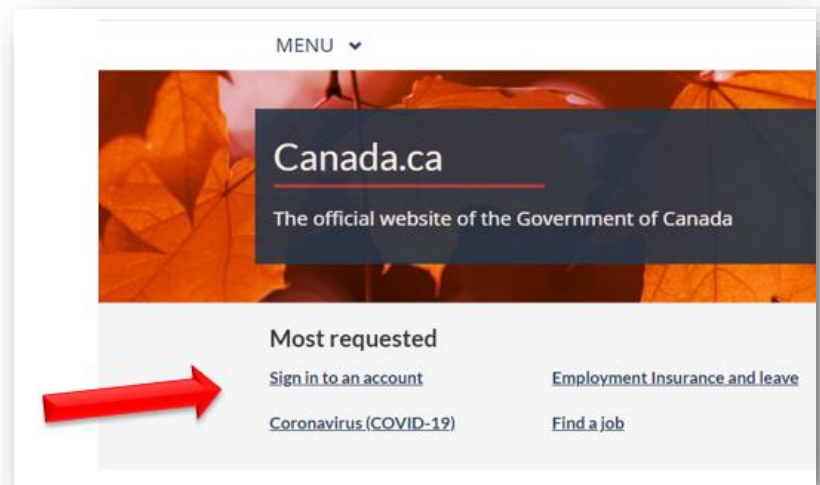 MENU
Canada.ca
The official website of the Government of Canada
Most requested
Sign in to an account
Employment Insurance and leave
Coronavirus (COVID-19)
Find a job